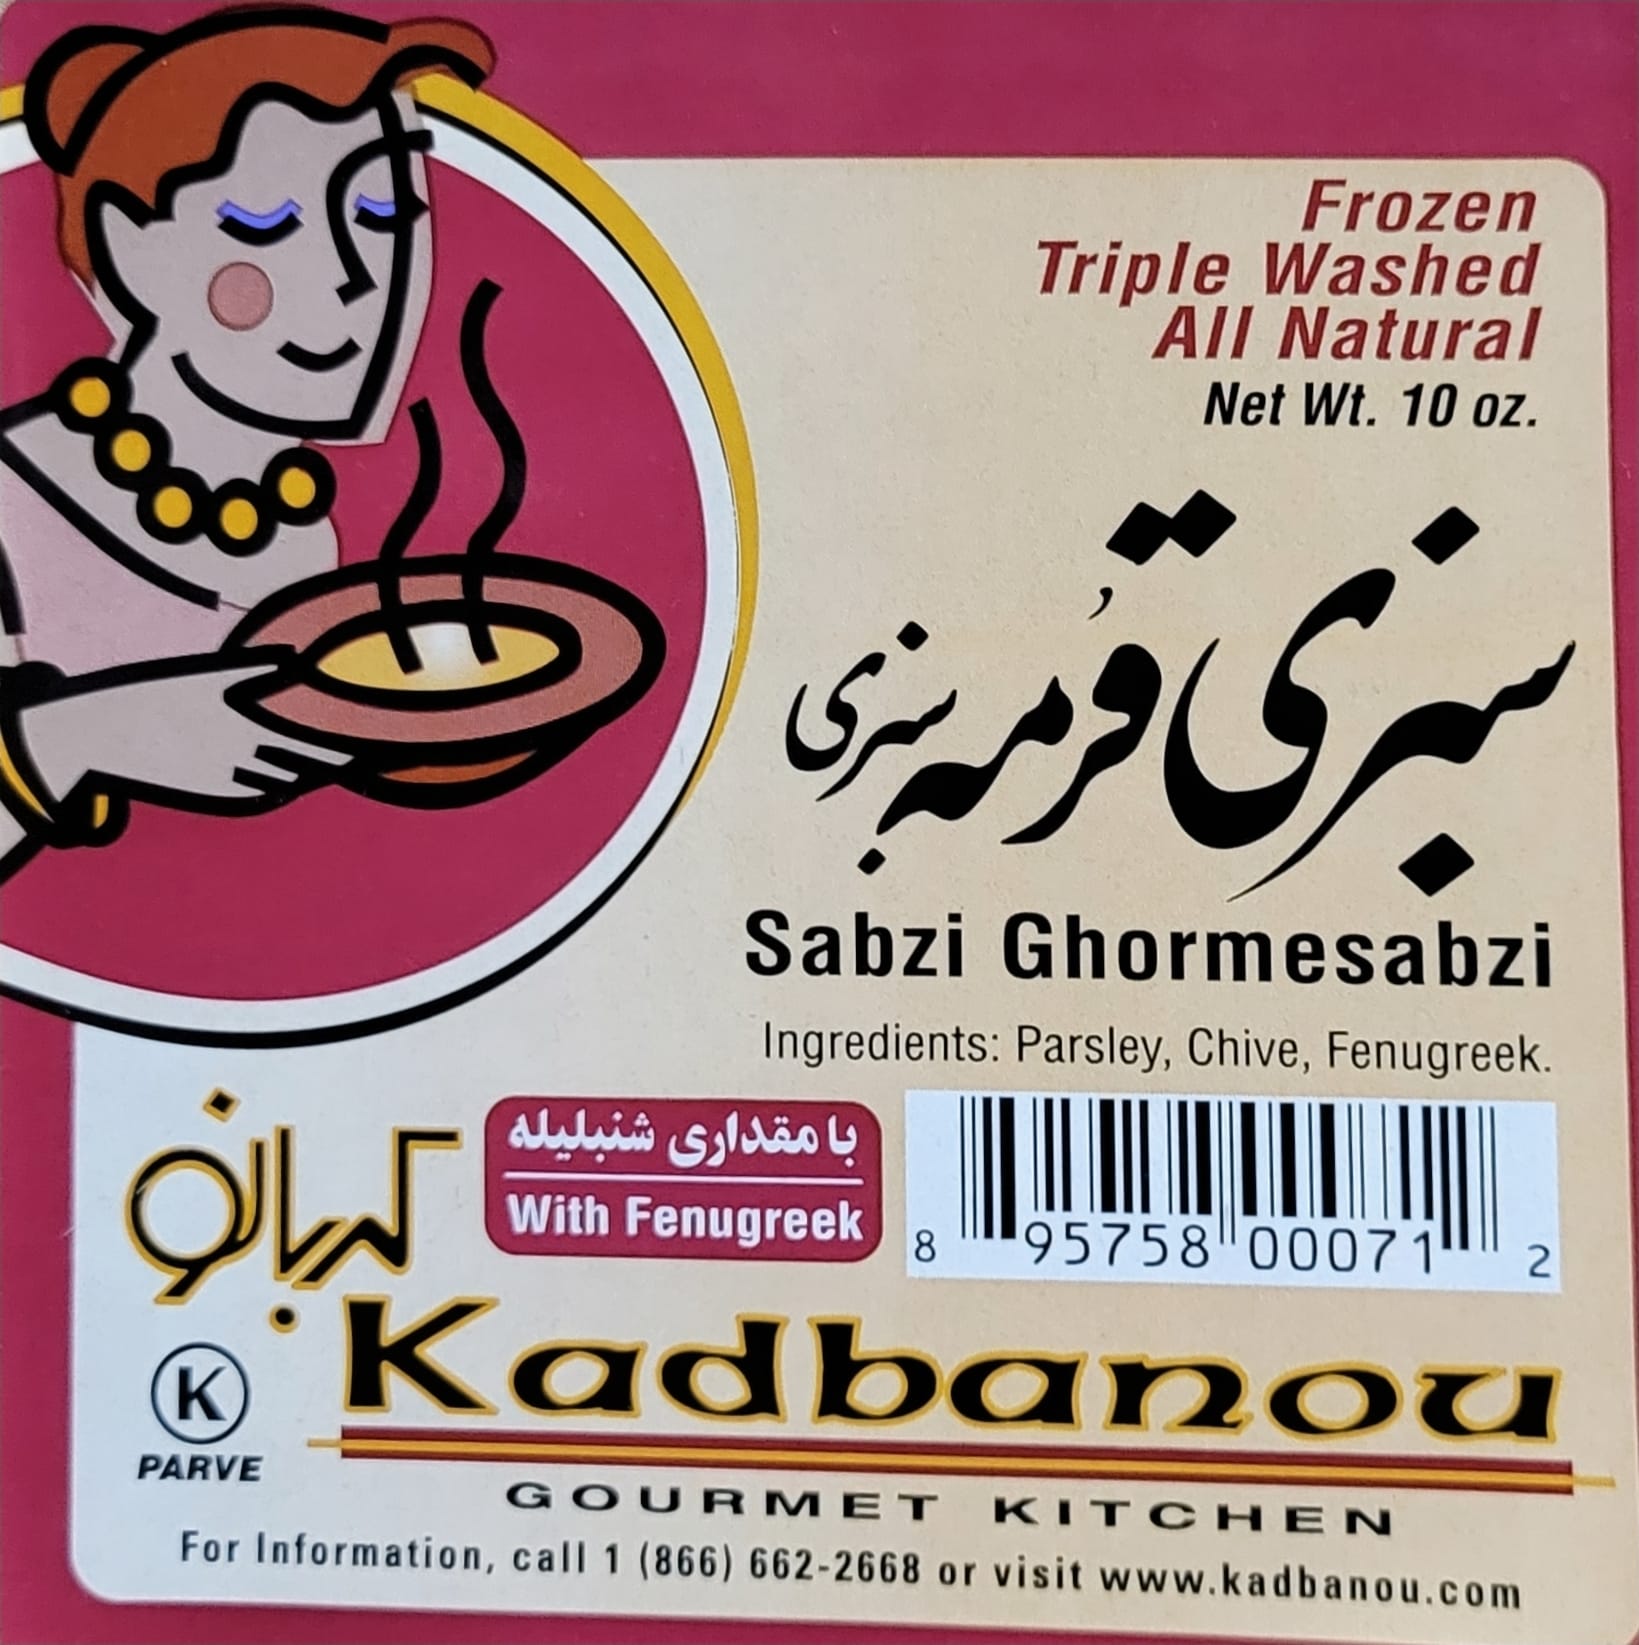 Frozen
Triple Washed
All Natural
Net Wt. 10 oz.
سبزی قُرمه سبزی
Sabzi Ghormesabzi
Ingredients: Parsley, Chive, Fenugreek.
با مقداری شنبلیله
With Fenugreek
8 95758 00071 2
کدبانو
Kadbanou
K
PARVE
GOURMET KITCHEN
For Information, call 1 (866) 662-2668 or visit www.kadbanou.com